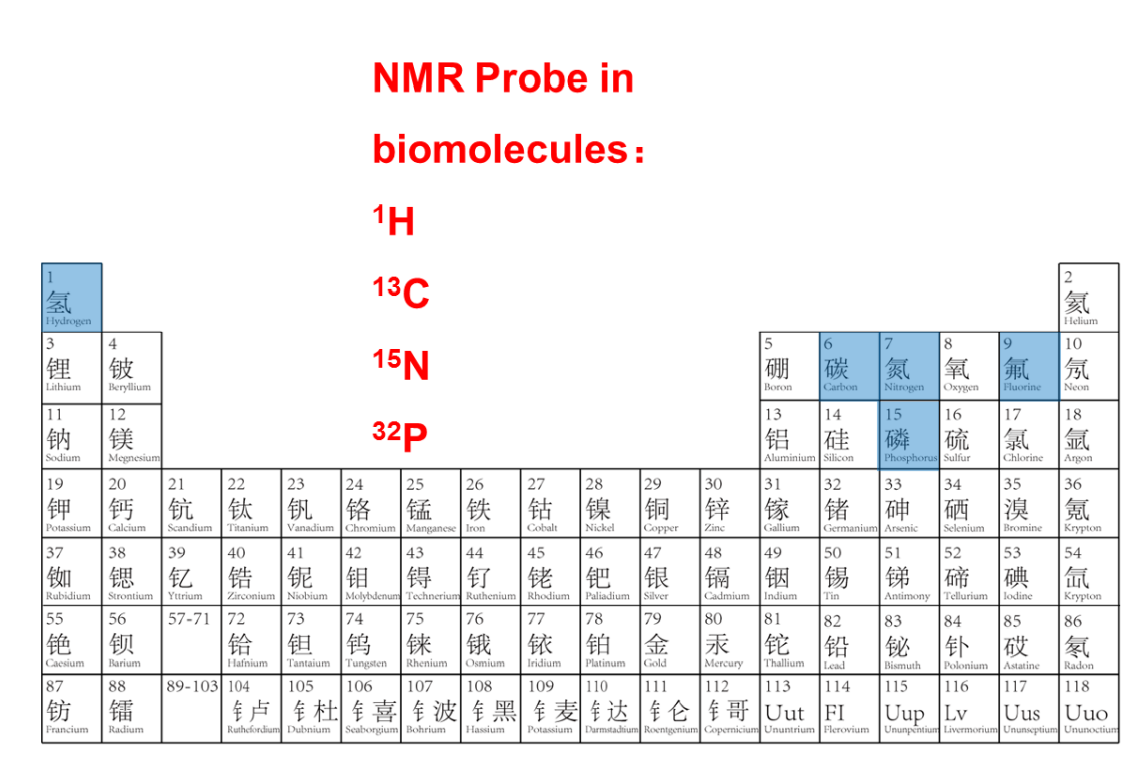 NMR Probe in
biomolecules：
¹H
¹³C
¹⁵N
³²P
1 2
氢 氦
Hydrogen Helium
3 4 5 6 7 8 9 10
锂 铍 硼 碳 氮 氧 氟 氖
Lithium Beryllium Boron Carbon Nitrogen Oxygen Fluorine Neon
11 12 13 14 15 16 17 18
钠 镁 铝 硅 磷 硫 氯 氩
Sodium Megnesium Aluminium Silicon Phosphorus Sulfur Chlorine Argon
19 20 21 22 23 24 25 26 27 28 29 30 31 32 33 34 35 36
钾 钙 钪 钛 钒 铬 锰 铁 钴 镍 铜 锌 镓 锗 砷 硒 溴 氪
Potassium Calcium Scandium Titanium Vanadium Chromium Manganese Iron Cobalt Nickel Copper Zinc Gallium Germanium Arsenic Selenium Bromine Krypton
37 38 39 40 41 42 43 44 45 46 47 48 49 50 51 52 53 54
铷 锶 钇 锆 铌 钼 锝 钌 铑 钯 银 镉 铟 锡 锑 碲 碘 氙
Rubidium Strontium Yttrium Zirconium Niobium Molybdenum Technerium Ruthenium Rhodium Paliadium Silver Cadmium Indium Tin Antimony Tellurium Iodine Krypton
55 56 57-71 72 73 74 75 76 77 78 79 80 81 82 83 84 85 86
铯 钡 铪 钽 钨 铼 锇 铱 铂 金 汞 铊 铅 铋 钋 砹 氡
Caesium Barium Hafnium Tantaium Tungsten Rhenium Osmium Iridium Platinum Gold Mercury Thallium Lead Bismuth Polonium Astatine Radon
87 88 89-103 104 105 106 107 108 109 110 111 112 113 114 115 116 117 118
钫 镭 钅卢 钅杜 钅喜 钅波 钅黑 钅麦 钅达 钅仑 钅哥 Uut FI Uup Lv Uus Uuo
Francium Radium Ruthefordium Dubnium Seaborgium Bohrium Hassium Potassium Darmstadtium Roentgenium Copernicium Ununtrium Flerovium Ununpentium Livermorium Ununseptium Ununoctium